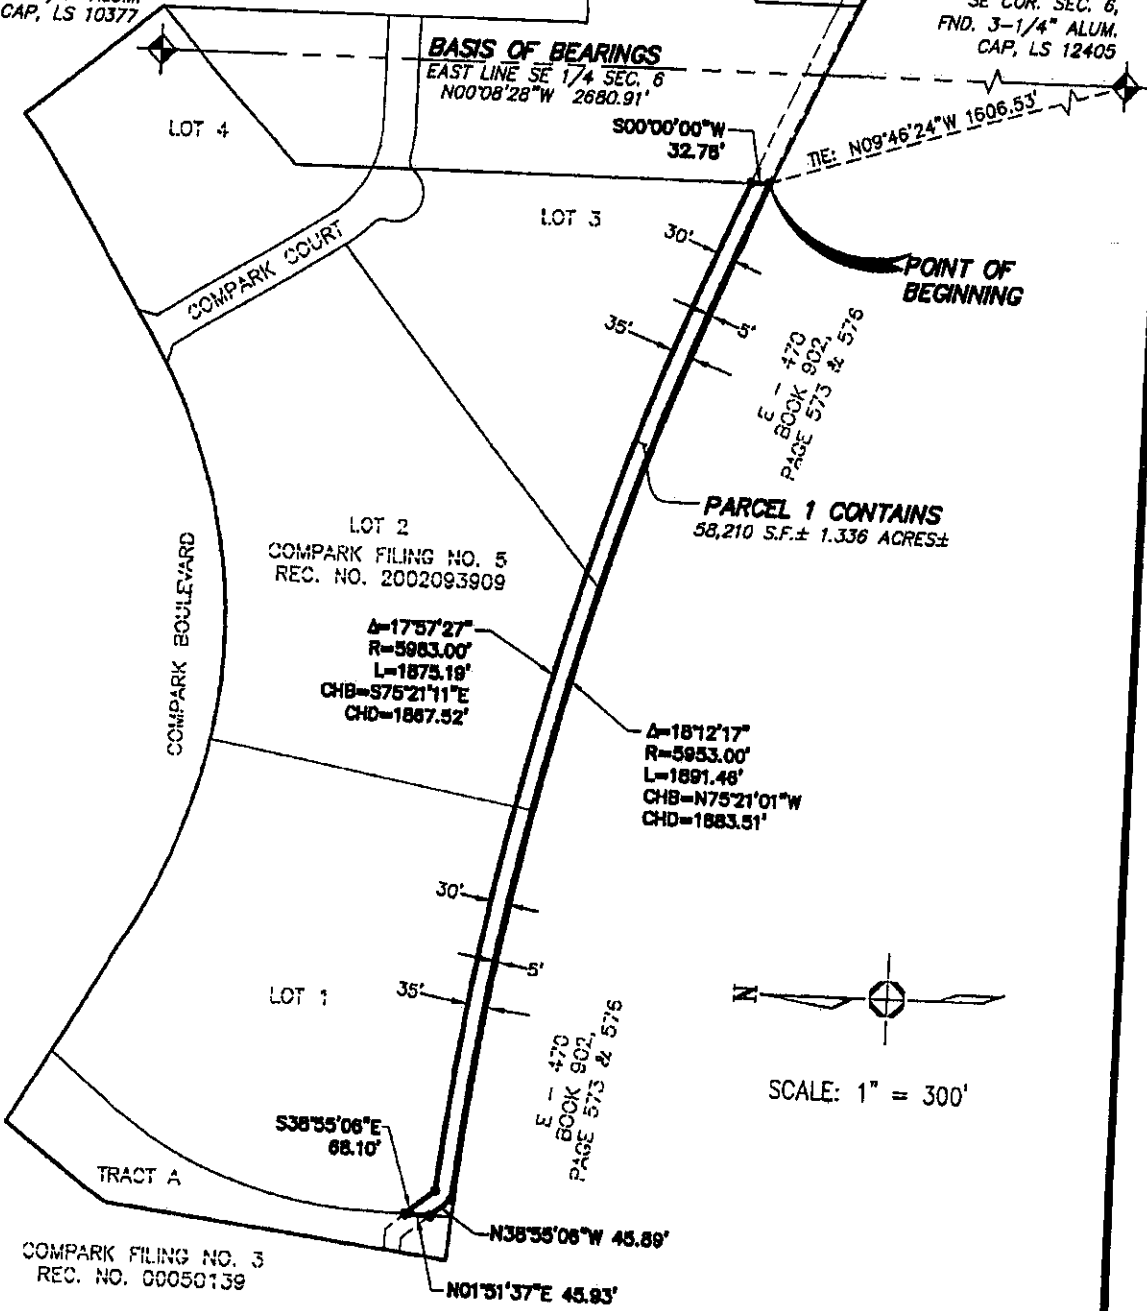 CAP, LS 10377
SE COR. SEC. 6,
FND. 3-1/4" ALUM.
CAP, LS 12405
BASIS OF BEARINGS
EAST LINE SE 1/4 SEC. 6
N00°08'28"W 2680.91'
LOT 4
S00°00'00"W
32.78'
TIE: N09°46'24"W 1606.53'
LOT 3
30'
COMPARK COURT
POINT OF
BEGINNING
35'
5'
E - 470
BOOK 902,
PAGE 573 & 576
PARCEL 1 CONTAINS
58,210 S.F.± 1.336 ACRES±
LOT 2
COMPARK FILING NO. 5
REC. NO. 2002093909
COMPARK BOULEVARD
Δ=17°57'27"
R=5983.00'
L=1875.19'
CHB=S75°21'11"E
CHD=1867.52'
Δ=18°12'17"
R=5953.00'
L=1891.46'
CHB=N75°21'01"W
CHD=1883.51'
30'
5'
LOT 1
35'
E - 470
BOOK 902,
PAGE 573 & 576
N
SCALE: 1" = 300'
S38°55'06"E
68.10'
TRACT A
N38°55'06"W 45.89'
COMPARK FILING NO. 3
REC. NO. 00050139
N01°51'37"E 45.93'